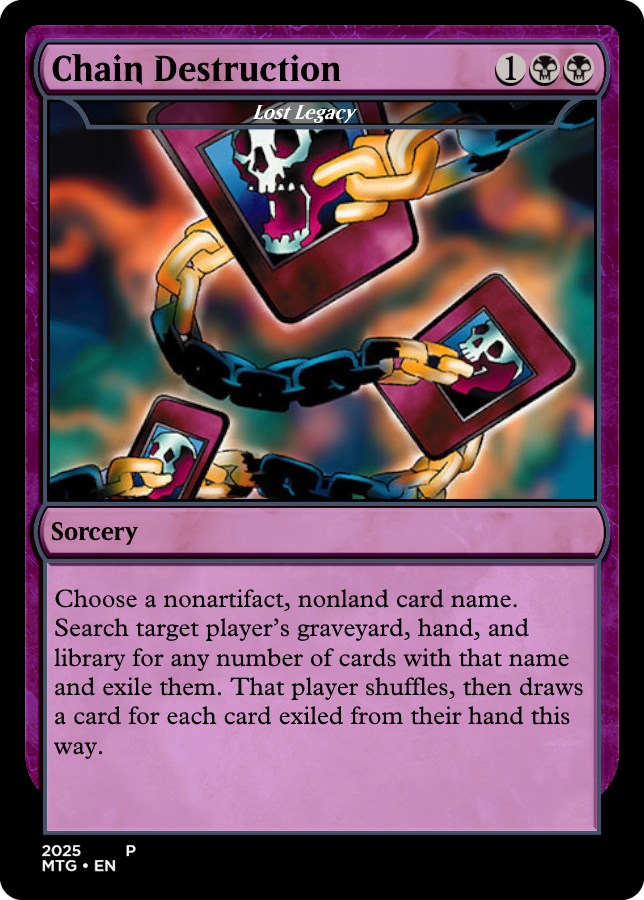 Chain Destruction 1
Lost Legacy
Sorcery
Choose a nonartifact, nonland card name.
Search target player's graveyard, hand, and
library for any number of cards with that name
and exile them. That player shuffles, then draws
a card for each card exiled from their hand this
way.
2025 P
MTG • EN